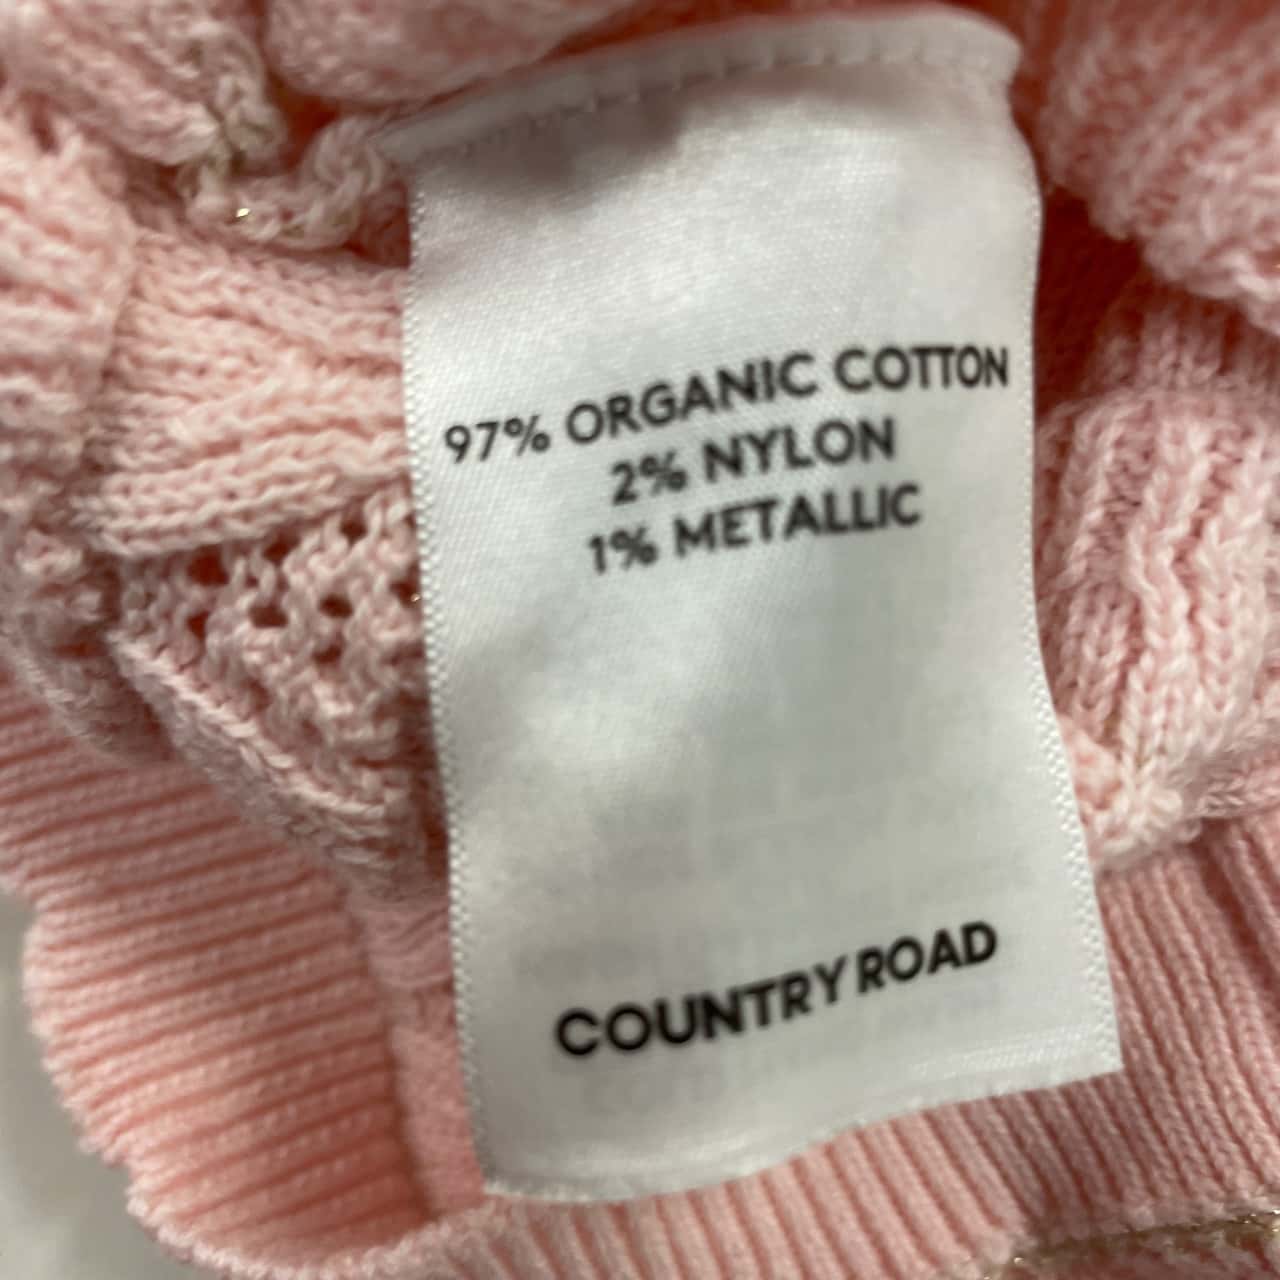 97% ORGANIC COTTON
2% NYLON
1% METALLIC
COUNTRY ROAD